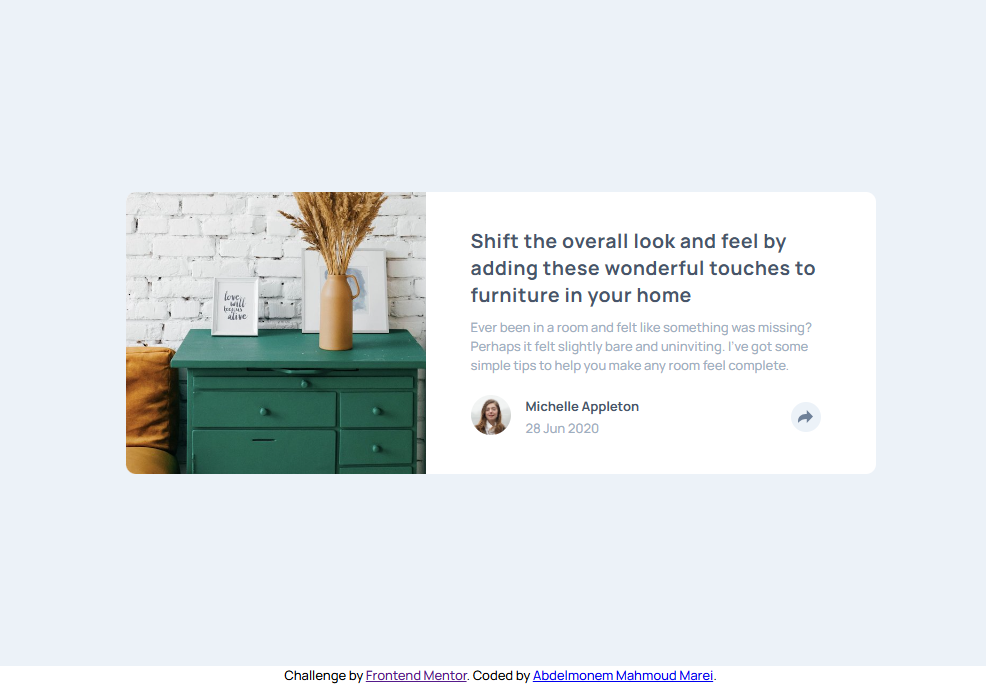 love
will
keep us
alive
Shift the overall look and feel by
adding these wonderful touches to
furniture in your home
Ever been in a room and felt like something was missing?
Perhaps it felt slightly bare and uninviting. I've got some
simple tips to help you make any room feel complete.
Michelle Appleton
28 Jun 2020
Challenge by Frontend Mentor. Coded by Abdelmonem Mahmoud Marei.